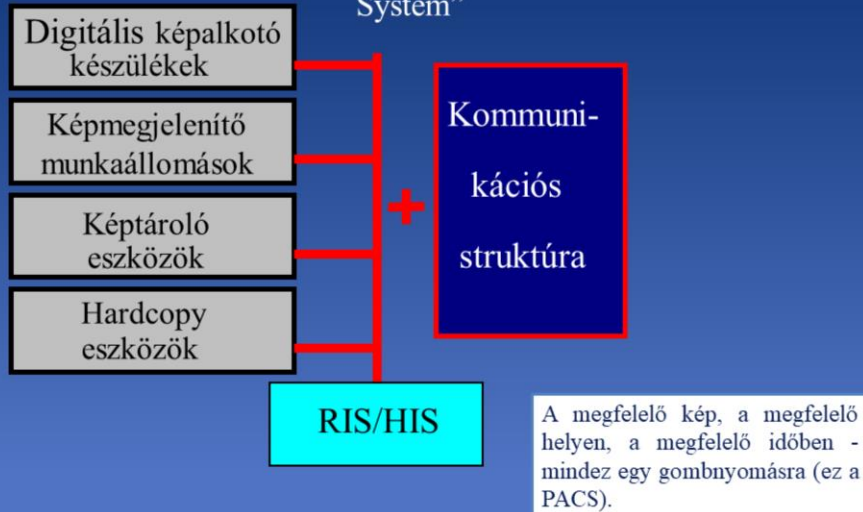 System”
Digitális képalkotó
készülékek
Képmegjelenítő
munkaállomások
Képtároló
eszközök
Hardcopy
eszközök
+
Kommuni-
kációs
struktúra
RIS/HIS
A megfelelő kép, a megfelelő
helyen, a megfelelő időben -
mindez egy gombnyomásra (ez a
PACS).